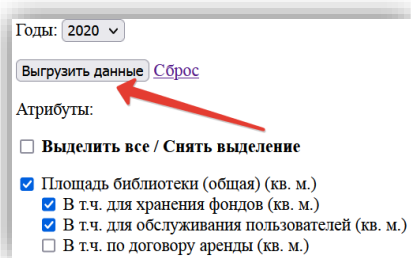 Годы: 2020
Выгрузить данные Сброс
Атрибуты:
Выделить все / Снять выделение
Площадь библиотеки (общая) (кв. м.)
В т.ч. для хранения фондов (кв. м.)
В т.ч. для обслуживания пользователей (кв. м.)
В т.ч. по договору аренды (кв. м.)